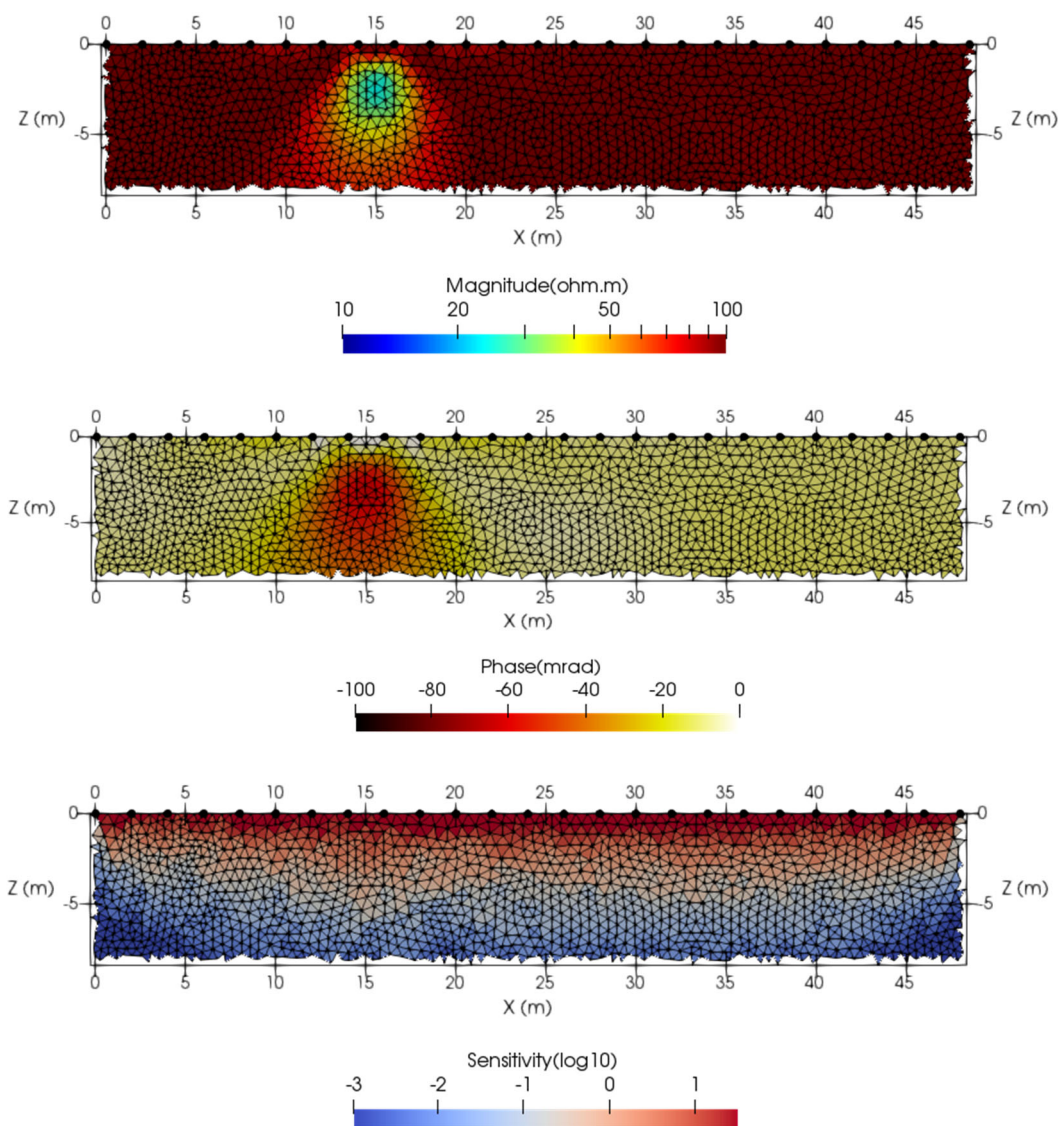 0 5 10 15 20 25 30 35 40 45
0 0
Z (m) Z (m)
-5 -5
0 5 10 15 20 25 30 35 40 45
X (m)
Magnitude(ohm.m)
10 20 50 100
0 5 10 15 20 25 30 35 40 45
0 0
Z (m) Z (m)
-5 -5
0 5 10 15 20 25 30 35 40 45
X (m)
Phase(mrad)
-100 -80 -60 -40 -20 0
0 5 10 15 20 25 30 35 40 45
0 0
Z (m) Z (m)
-5 -5
0 5 10 15 20 25 30 35 40 45
X (m)
Sensitivity(log10)
-3 -2 -1 0 1